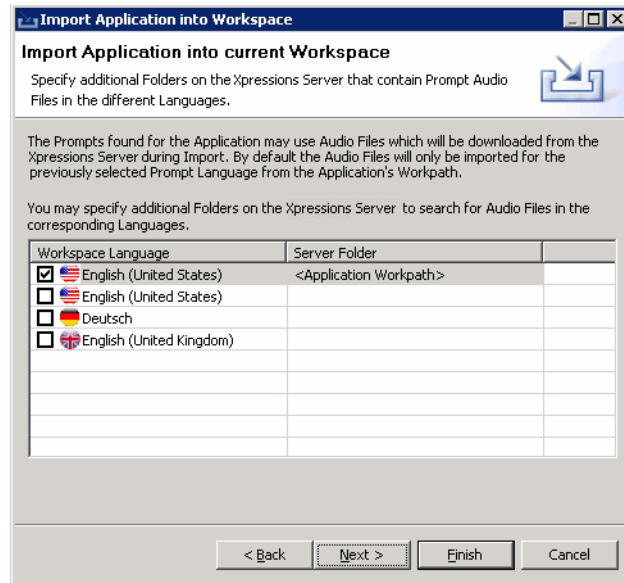 Import Application into Workspace
Import Application into current Workspace
Specify additional Folders on the Xpressions Server that contain Prompt Audio
Files in the different Languages.
The Prompts found for the Application may use Audio Files which will be downloaded from the
Xpressions Server during Import. By default the Audio Files will only be imported for the
previously selected Prompt Language from the Application's Workpath.
You may specify additional Folders on the Xpressions Server to search for Audio Files in the
corresponding Languages.
Workspace Language Server Folder
English (United States) <Application Workpath>
English (United States)
Deutsch
English (United Kingdom)
< Back Next > Finish Cancel